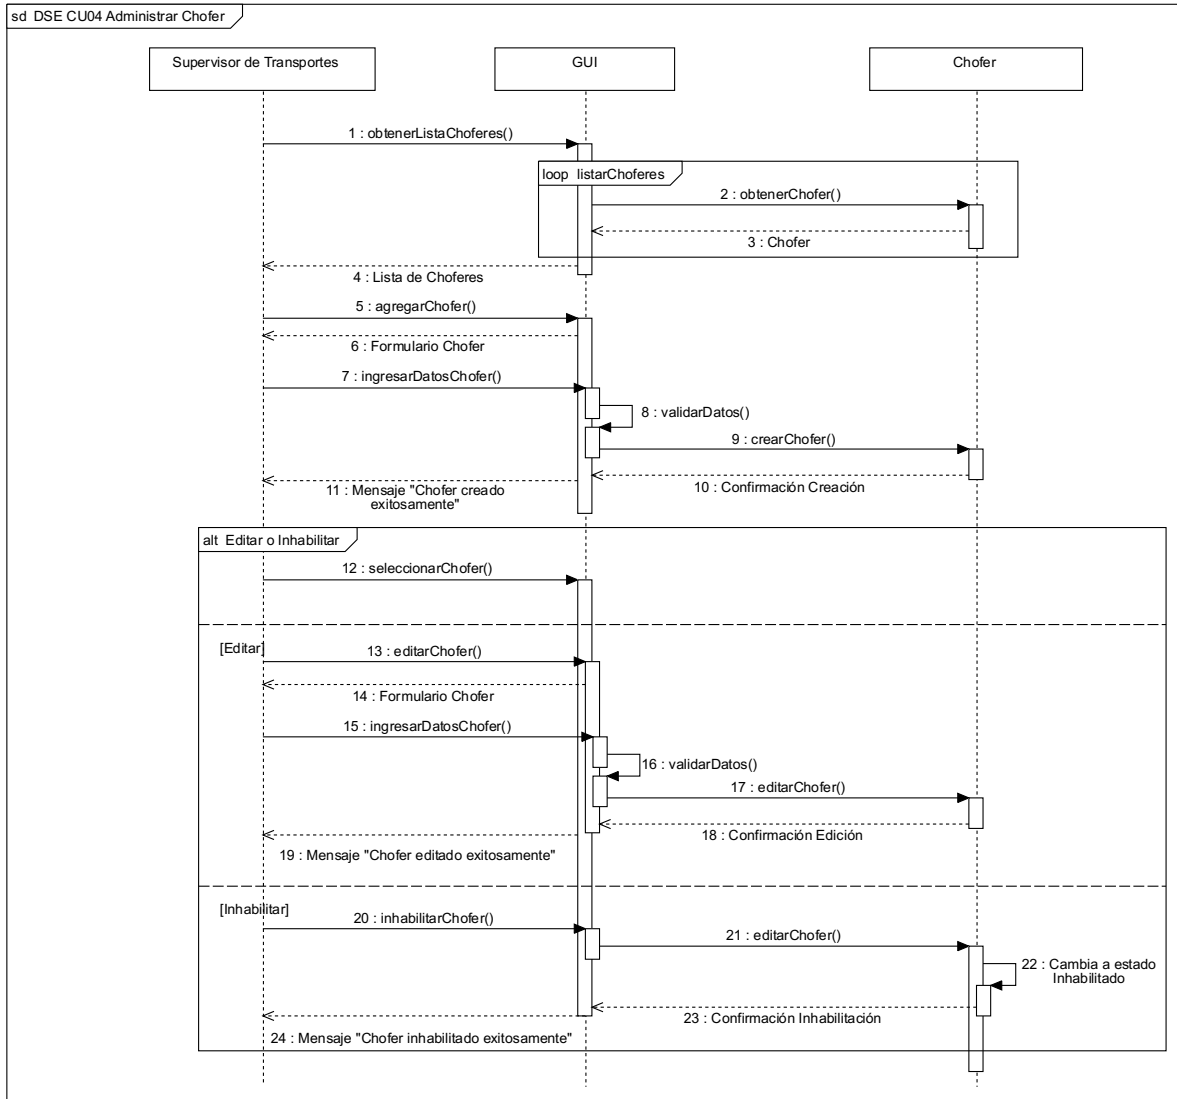 sd DSE CU04 Administrar Chofer
Supervisor de Transportes
GUI
Chofer
1 : obtenerListaChoferes()
loop listarChoferes
2 : obtenerChofer()
3 : Chofer
4 : Lista de Choferes
5 : agregarChofer()
6 : Formulario Chofer
7 : ingresarDatosChofer()
8 : validarDatos()
9 : crearChofer()
10 : Confirmación Creación
11 : Mensaje "Chofer creado
exitosamente"
alt Editar o Inhabilitar
12 : seleccionarChofer()
[Editar]
13 : editarChofer()
14 : Formulario Chofer
15 : ingresarDatosChofer()
16 : validarDatos()
17 : editarChofer()
18 : Confirmación Edición
19 : Mensaje "Chofer editado exitosamente"
[Inhabilitar]
20 : inhabilitarChofer()
21 : editarChofer()
22 : Cambia a estado
Inhabilitado
23 : Confirmación Inhabilitación
24 : Mensaje "Chofer inhabilitado exitosamente"